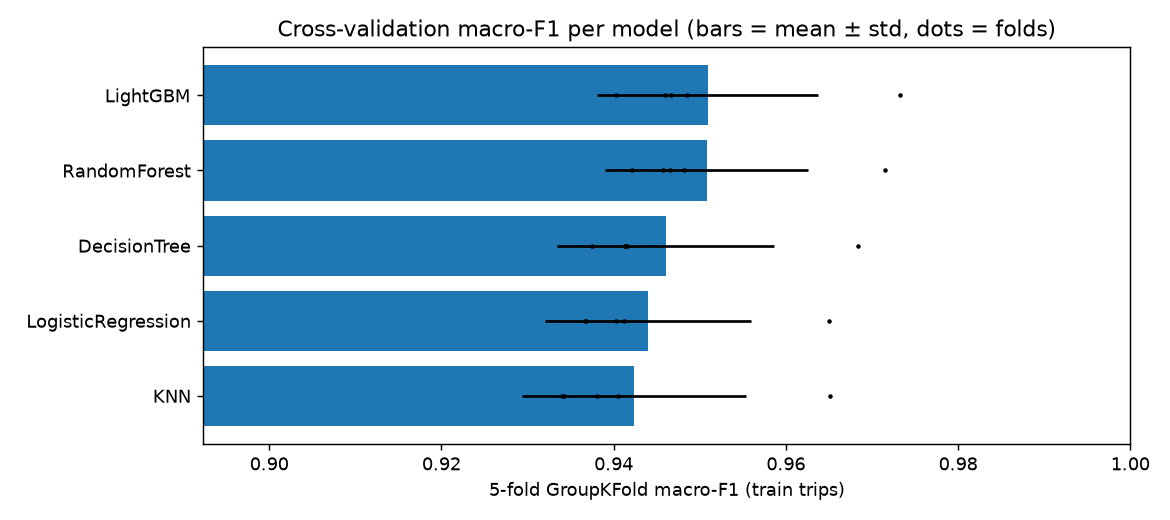 Cross-validation macro-F1 per model (bars = mean ± std, dots = folds)
LightGBM
RandomForest
DecisionTree
LogisticRegression
KNN
0.90 0.92 0.94 0.96 0.98 1.00
5-fold GroupKFold macro-F1 (train trips)